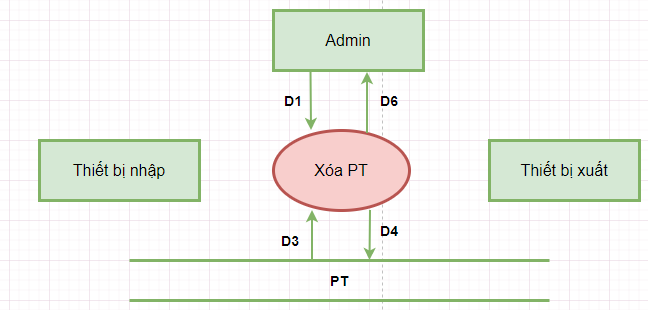 Admin
D1
D6
Thiết bị nhập
Xóa PT
Thiết bị xuất
D3
D4
PT